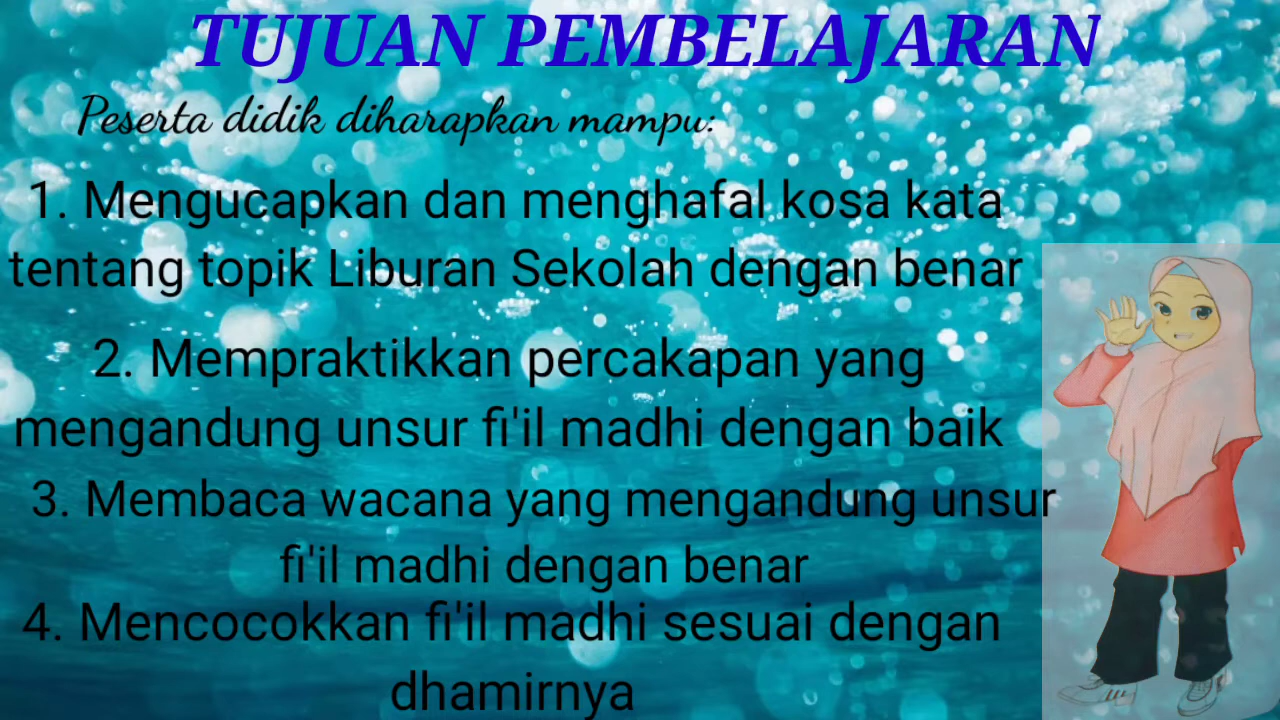 TUJUAN PEMBELAJARAN
Peserta didik diharapkan mampu:
1. Mengucapkan dan menghafal kosa kata
tentang topik Liburan Sekolah dengan benar
2. Mempraktikkan percakapan yang
mengandung unsur fi'il madhi dengan baik
3. Membaca wacana yang mengandung unsur
fi'il madhi dengan benar
4. Mencocokkan fi'il madhi sesuai dengan
dhamirnya